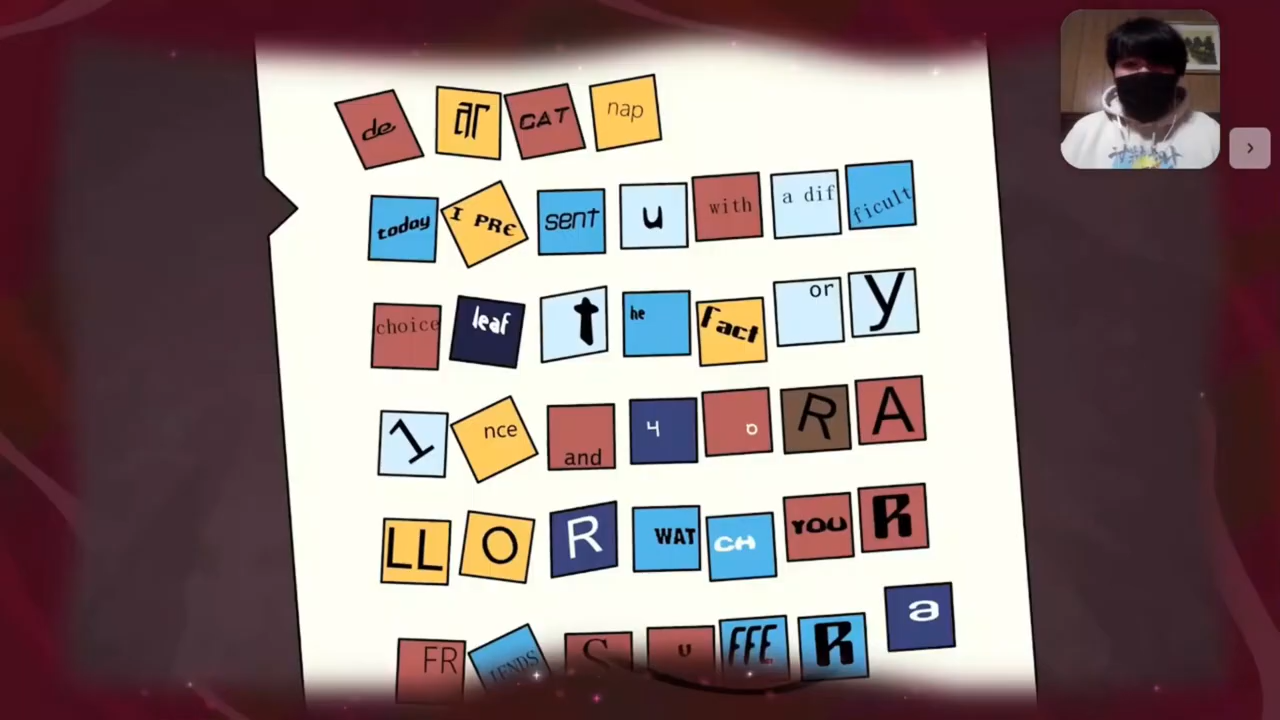 de ar CAT nap
today I PRE sent u with a dif ficult
choice leaf t he fact or y
1 nce and 4 a R A
LL O R WAT CH YOU R
FR IENDS S u FFE R a